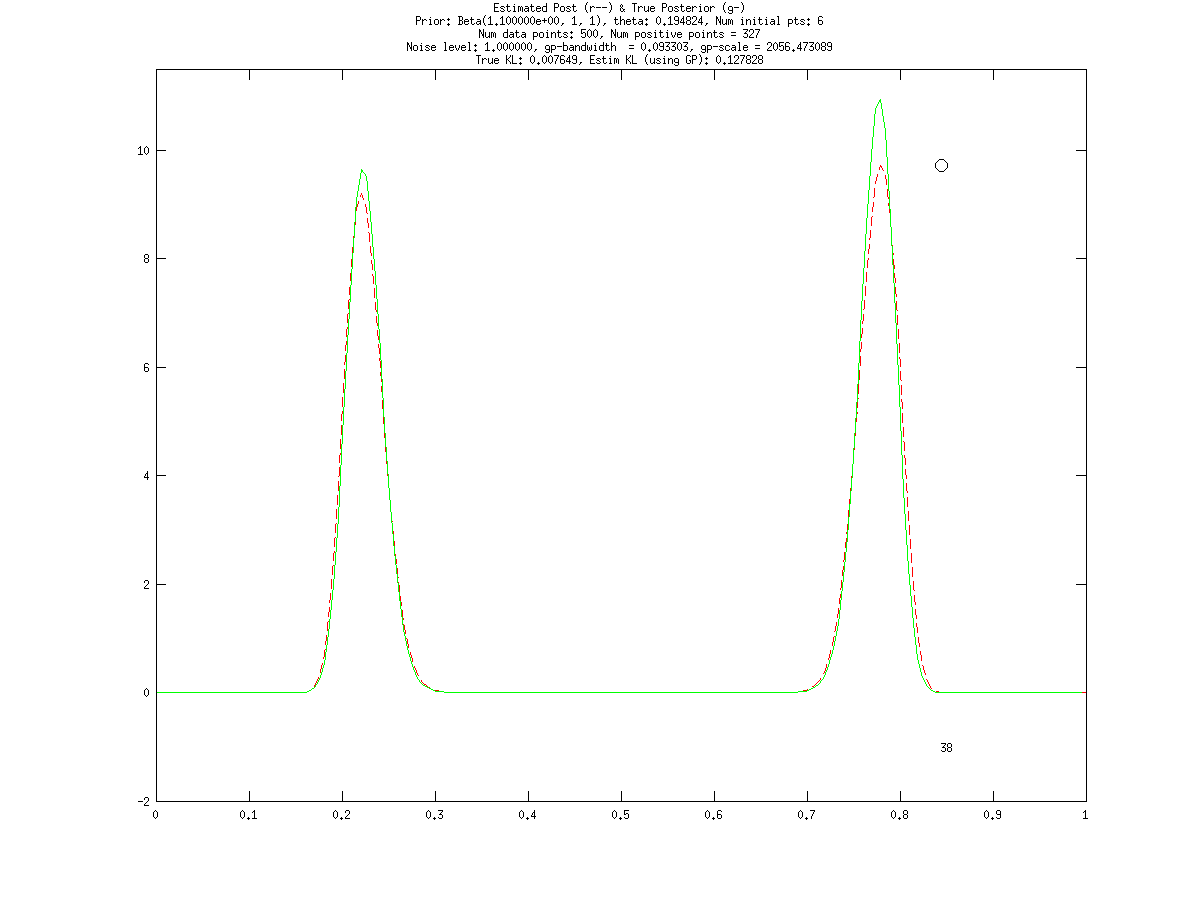 Estimated Post (r--) & True Posterior (g-)
Prior: Beta(1.100000e+00, 1, 1), theta: 0.194824, Num initial pts: 6
Num data points: 500, Num positive points = 327
Noise level: 1.000000, gp-bandwidth  = 0.093303, gp-scale = 2056.473089
True KL: 0.007649, Estim KL (using GP): 0.127828
10
8
6
4
2
0
38
-2
0 0.1 0.2 0.3 0.4 0.5 0.6 0.7 0.8 0.9 1